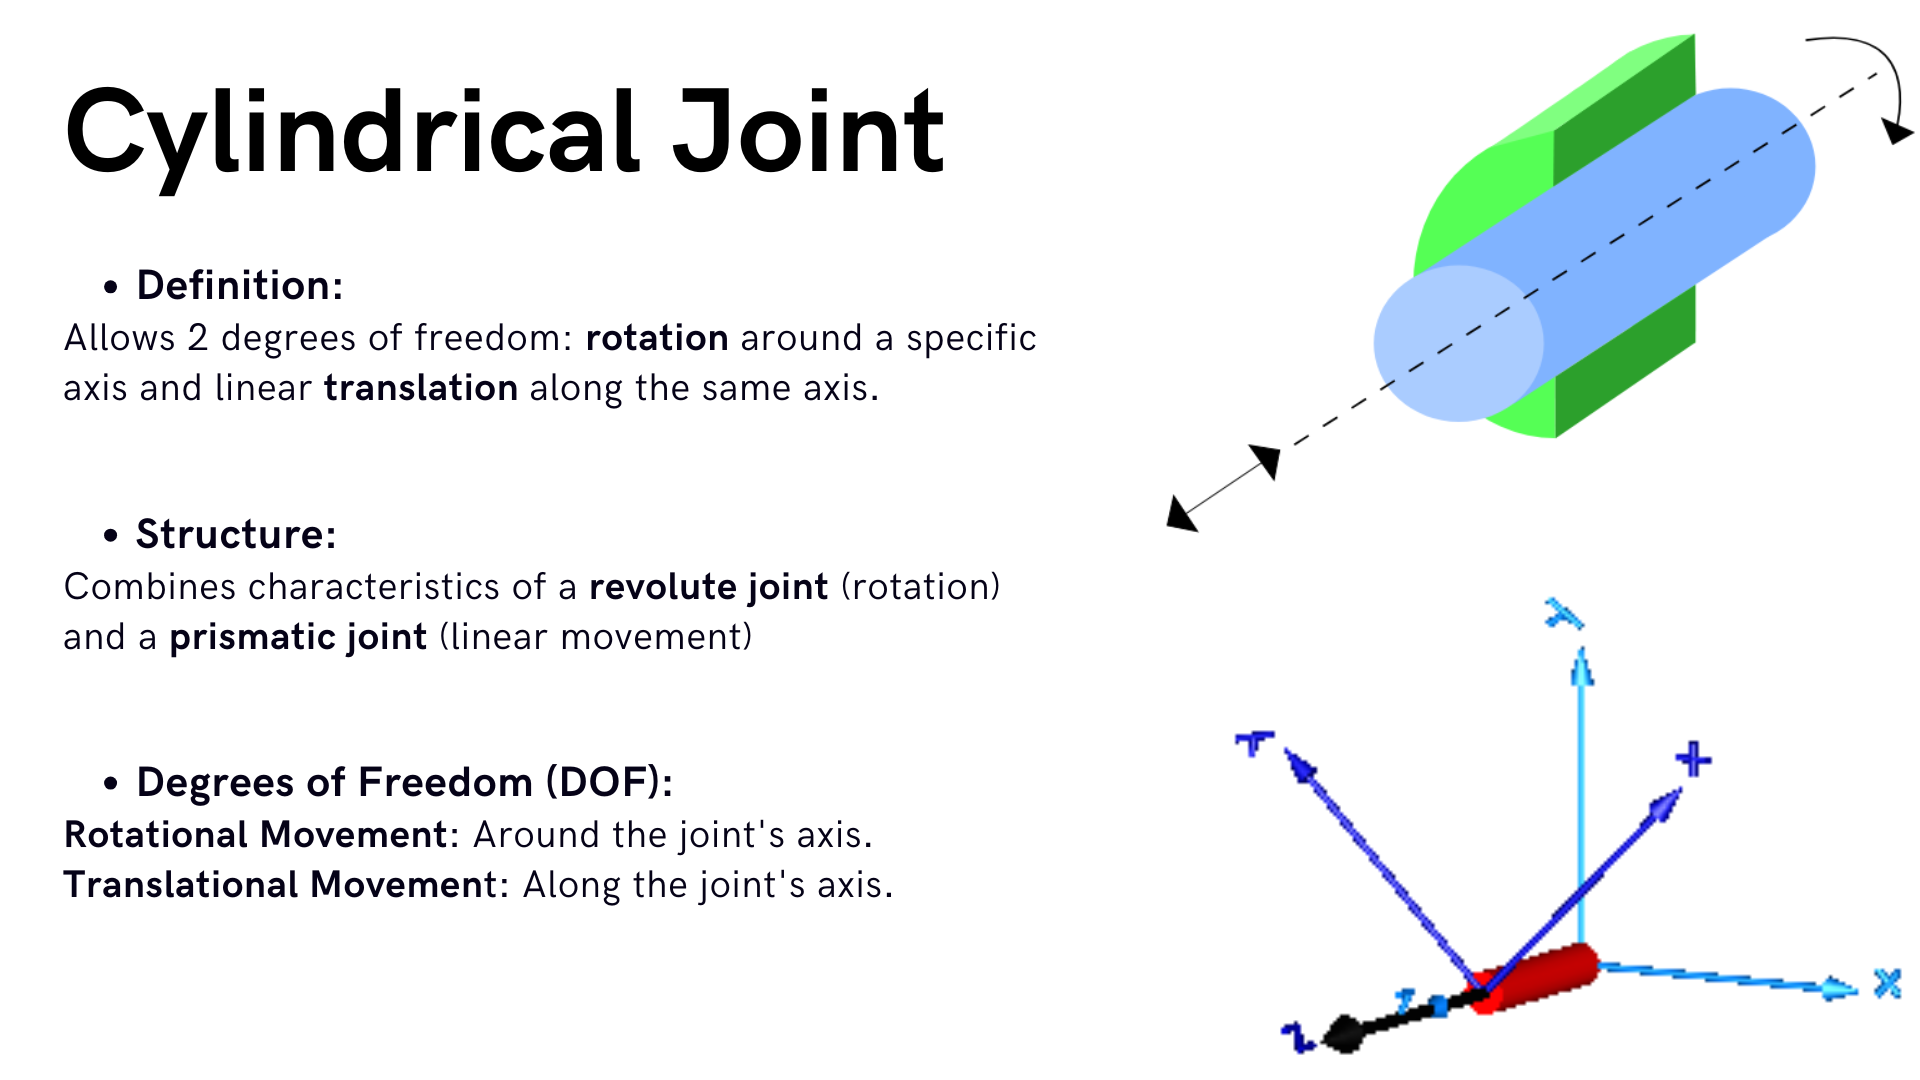 Cylindrical Joint
• Definition:
Allows 2 degrees of freedom: rotation around a specific
axis and linear translation along the same axis.
• Structure:
Combines characteristics of a revolute joint (rotation)
and a prismatic joint (linear movement)
• Degrees of Freedom (DOF):
Rotational Movement: Around the joint's axis.
Translational Movement: Along the joint's axis.
X